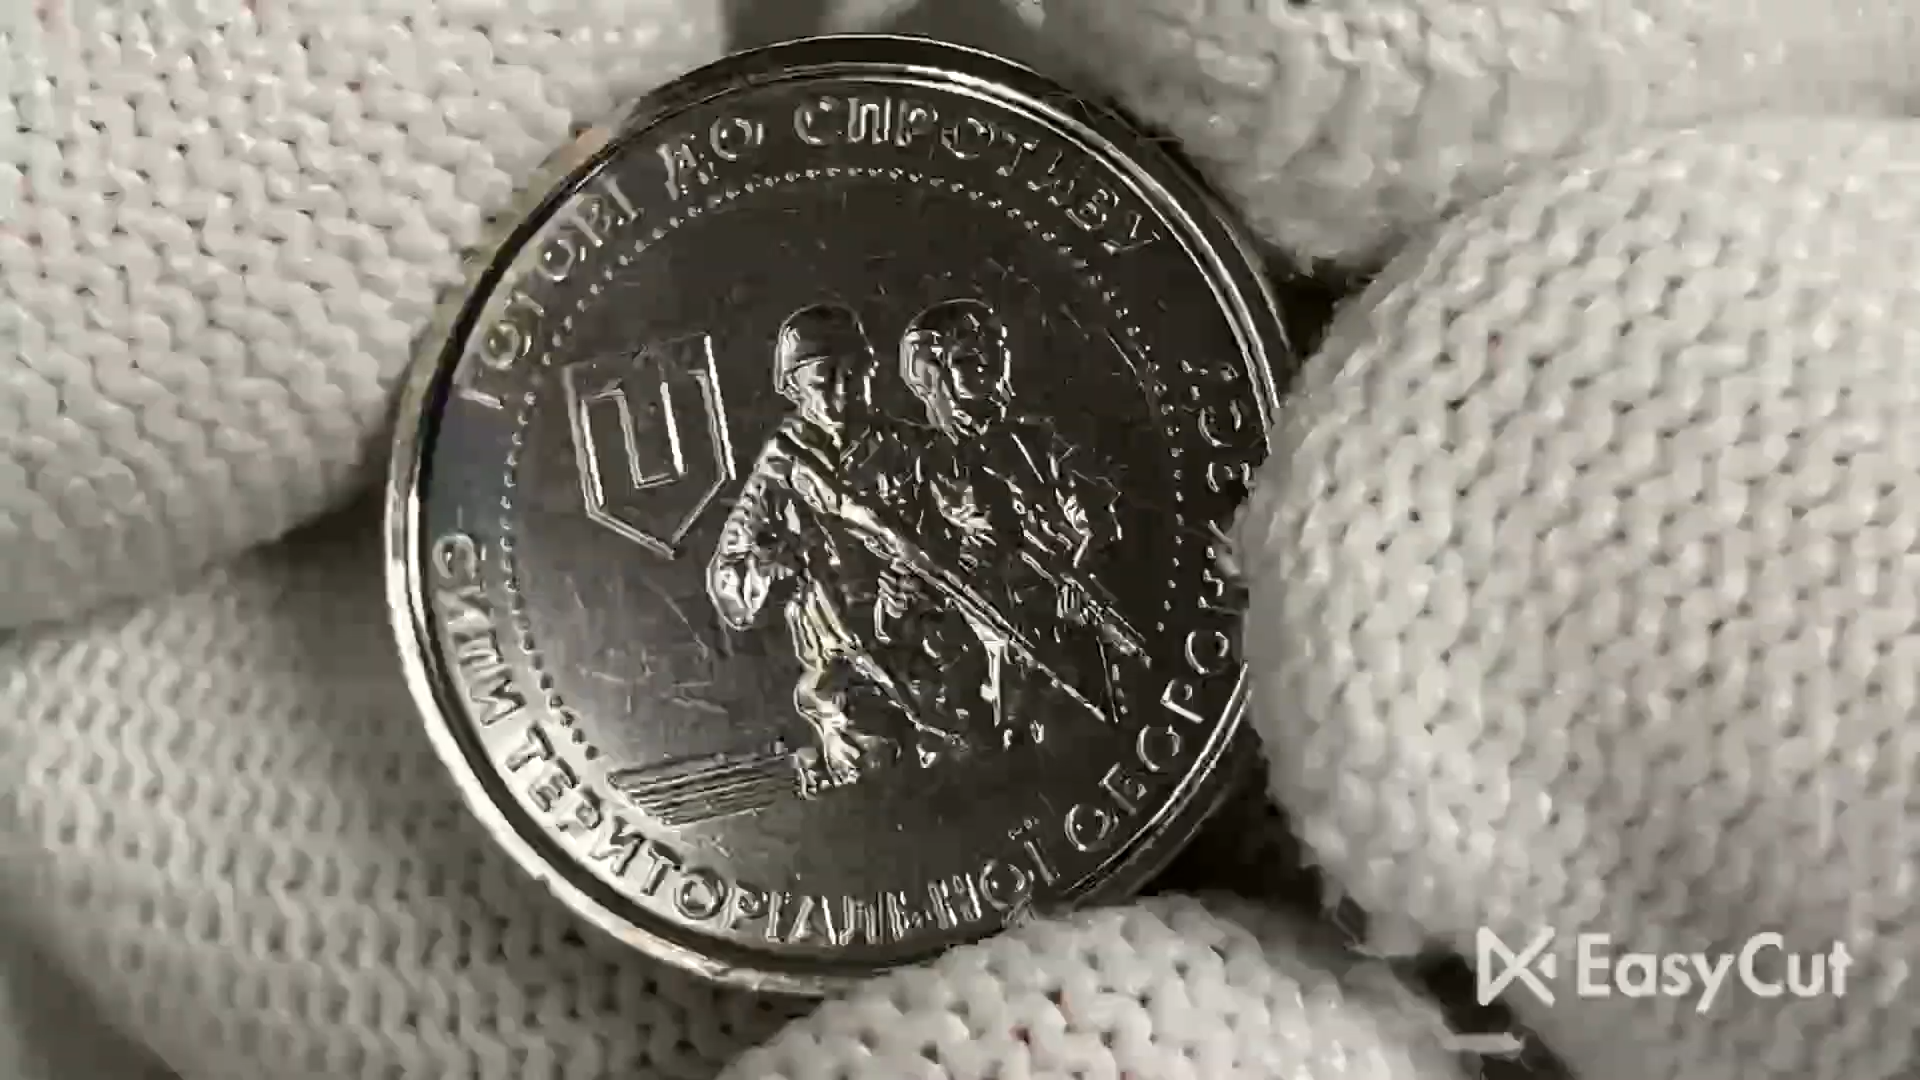 ГОТОВІ ДО СПРОТИВУ
СИЛИ ТЕРИТОРІАЛЬНОЇ ОБОРОНИ ЗСУ
EasyCut